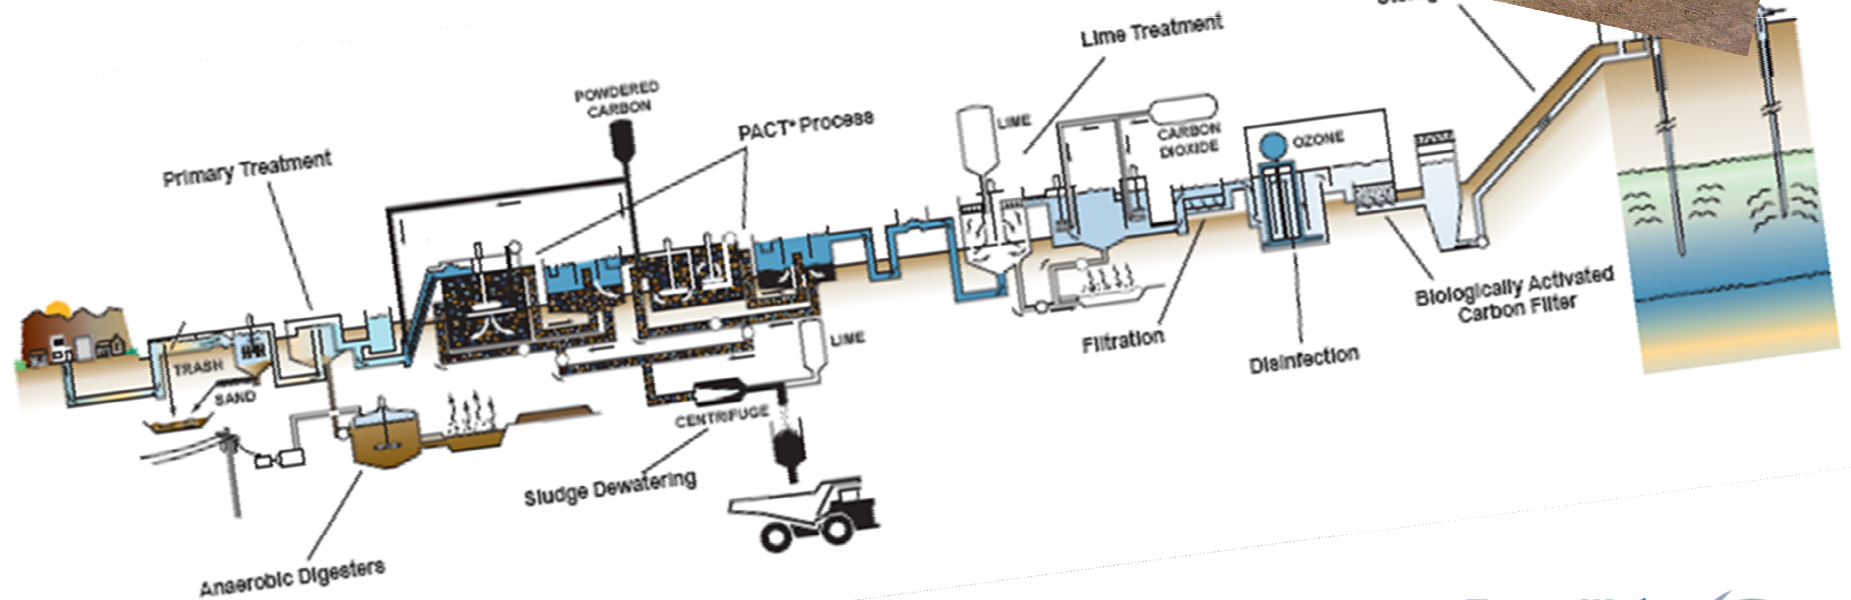 Lime Treatment
POWDERED
CARBON
PACT* Process
LIME
CARBON
DIOXIDE
OZONE
Primary Treatment
TRASH
SAND
LIME
CENTRIFUGE
Biologically Activated
Carbon Filter
Filtration
Disinfection
Sludge Dewatering
Anaerobic Digesters